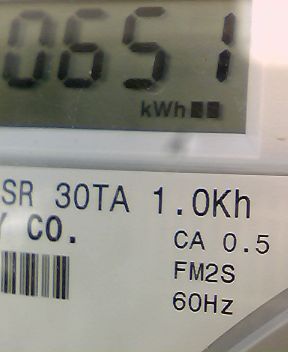 0651
kWh
SR 30TA 1.0Kh
Y CO.
CA 0.5
FM2S
60Hz